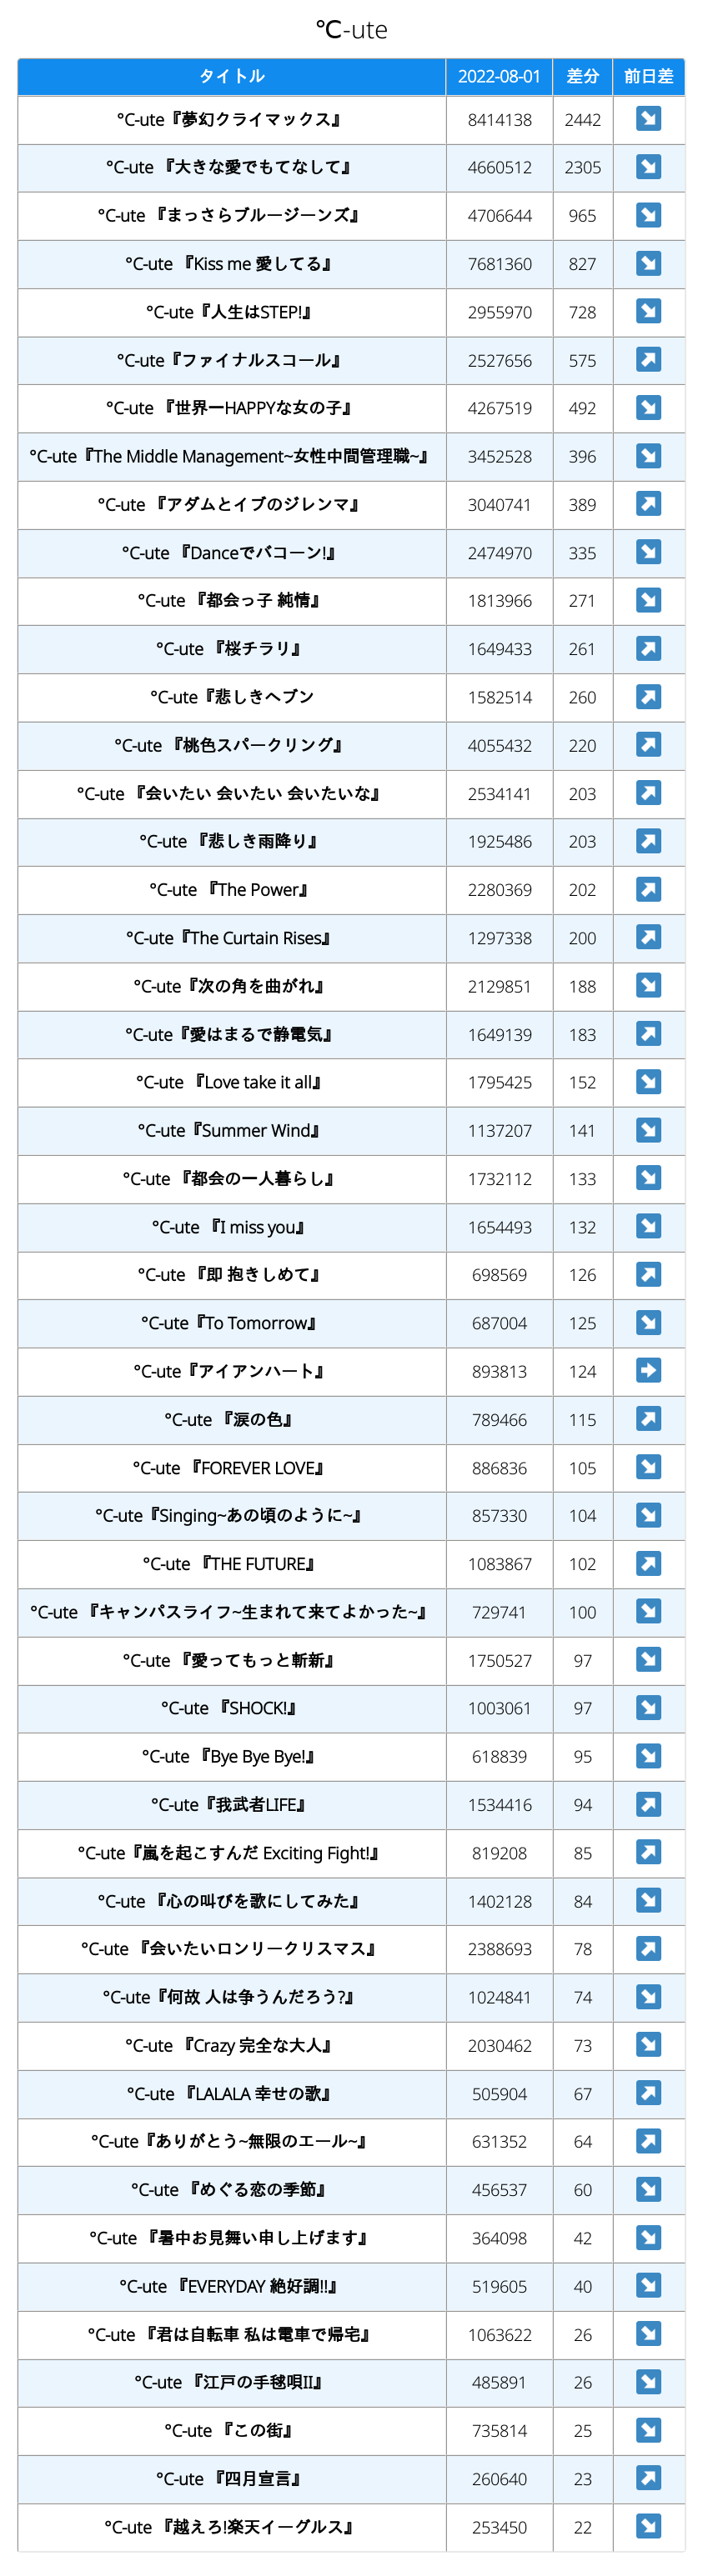 ℃-ute
タイトル 2022-08-01 差分 前日差
°C-ute『夢幻クライマックス』 8414138 2442 ↘
°C-ute 『大きな愛でもてなして』 4660512 2305 ↘
°C-ute 『まっさらブルージーンズ』 4706644 965 ↘
°C-ute 『Kiss me 愛してる』 7681360 827 ↘
°C-ute『人生はSTEP!』 2955970 728 ↘
°C-ute『ファイナルスコール』 2527656 575 ↗
°C-ute 『世界一HAPPYな女の子』 4267519 492 ↘
°C-ute『The Middle Management~女性中間管理職~』 3452528 396 ↘
°C-ute 『アダムとイブのジレンマ』 3040741 389 ↗
°C-ute 『Danceでバコーン!』 2474970 335 ↘
°C-ute 『都会っ子 純情』 1813966 271 ↘
°C-ute 『桜チラリ』 1649433 261 ↗
°C-ute『悲しきヘブン 1582514 260 ↗
°C-ute 『桃色スパークリング』 4055432 220 ↗
°C-ute 『会いたい 会いたい 会いたいな』 2534141 203 ↗
°C-ute 『悲しき雨降り』 1925486 203 ↗
°C-ute 『The Power』 2280369 202 ↗
°C-ute『The Curtain Rises』 1297338 200 ↗
°C-ute『次の角を曲がれ』 2129851 188 ↘
°C-ute『愛はまるで静電気』 1649139 183 ↗
°C-ute 『Love take it all』 1795425 152 ↘
°C-ute『Summer Wind』 1137207 141 ↘
°C-ute 『都会の一人暮らし』 1732112 133 ↘
°C-ute 『I miss you』 1654493 132 ↘
°C-ute 『即 抱きしめて』 698569 126 ↗
°C-ute『To Tomorrow』 687004 125 ↘
°C-ute『アイアンハート』 893813 124 ➡
°C-ute 『涙の色』 789466 115 ↗
°C-ute 『FOREVER LOVE』 886836 105 ↘
°C-ute『Singing~あの頃のように~』 857330 104 ↘
°C-ute 『THE FUTURE』 1083867 102 ↗
°C-ute 『キャンパスライフ~生まれて来てよかった~』 729741 100 ↘
°C-ute 『愛ってもっと斬新』 1750527 97 ↘
°C-ute 『SHOCK!』 1003061 97 ↘
°C-ute 『Bye Bye Bye!』 618839 95 ↘
°C-ute『我武者LIFE』 1534416 94 ↗
°C-ute『嵐を起こすんだ Exciting Fight!』 819208 85 ↗
°C-ute 『心の叫びを歌にしてみた』 1402128 84 ↘
°C-ute 『会いたいロンリークリスマス』 2388693 78 ↗
°C-ute『何故 人は争うんだろう?』 1024841 74 ↘
°C-ute 『Crazy 完全な大人』 2030462 73 ↘
°C-ute 『LALALA 幸せの歌』 505904 67 ↗
°C-ute『ありがとう~無限のエール~』 631352 64 ↗
°C-ute 『めぐる恋の季節』 456537 60 ↘
°C-ute 『暑中お見舞い申し上げます』 364098 42 ↘
°C-ute 『EVERYDAY 絶好調!!』 519605 40 ↘
°C-ute 『君は自転車 私は電車で帰宅』 1063622 26 ↘
°C-ute 『江戸の手毬唄II』 485891 26 ↘
°C-ute 『この街』 735814 25 ↘
°C-ute 『四月宣言』 260640 23 ↗
°C-ute 『越えろ!楽天イーグルス』 253450 22 ↘